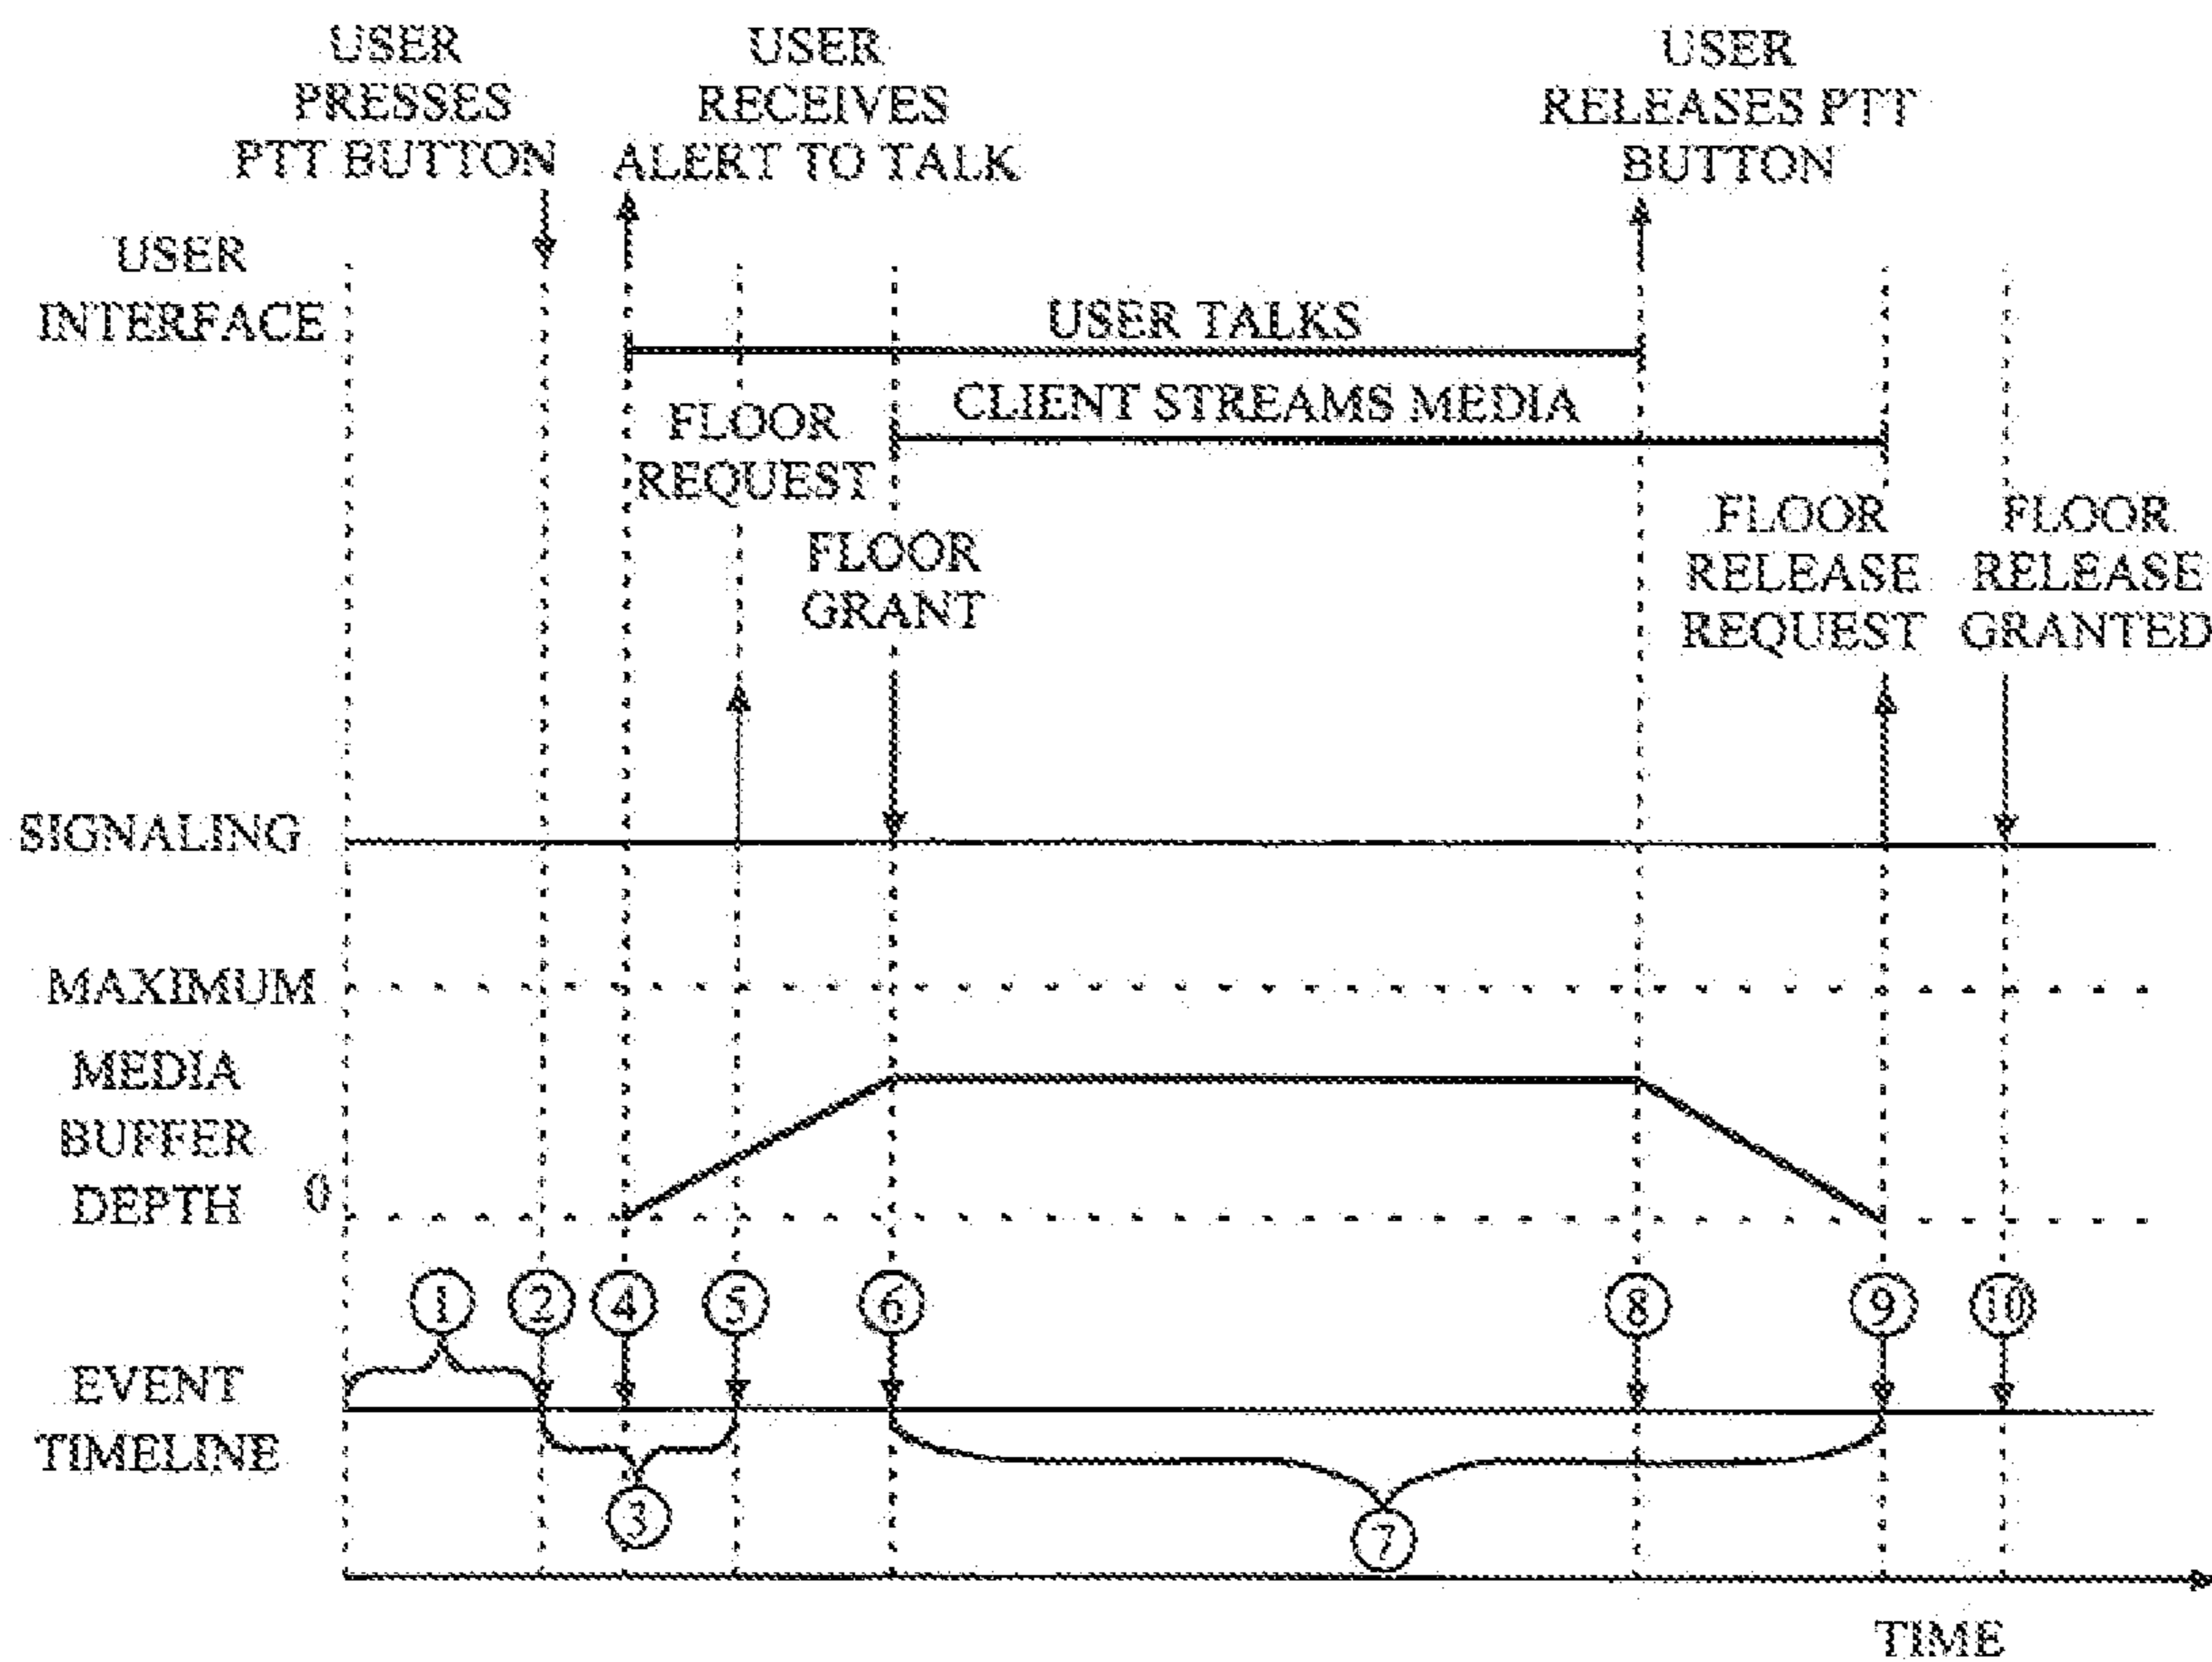 USER
PRESSES
PTT BUTTON
USER
RECEIVES
ALERT TO TALK
USER
RELEASES PTT
BUTTON
USER
INTERFACE
USER TALKS
CLIENT STREAMS MEDIA
FLOOR
REQUEST
FLOOR
GRANT
FLOOR
RELEASE
REQUEST
FLOOR
RELEASE
GRANTED
SIGNALING
MAXIMUM
MEDIA
BUFFER
DEPTH
0
1
2
4
5
6
8
9
10
EVENT
TIMELINE
3
7
TIME